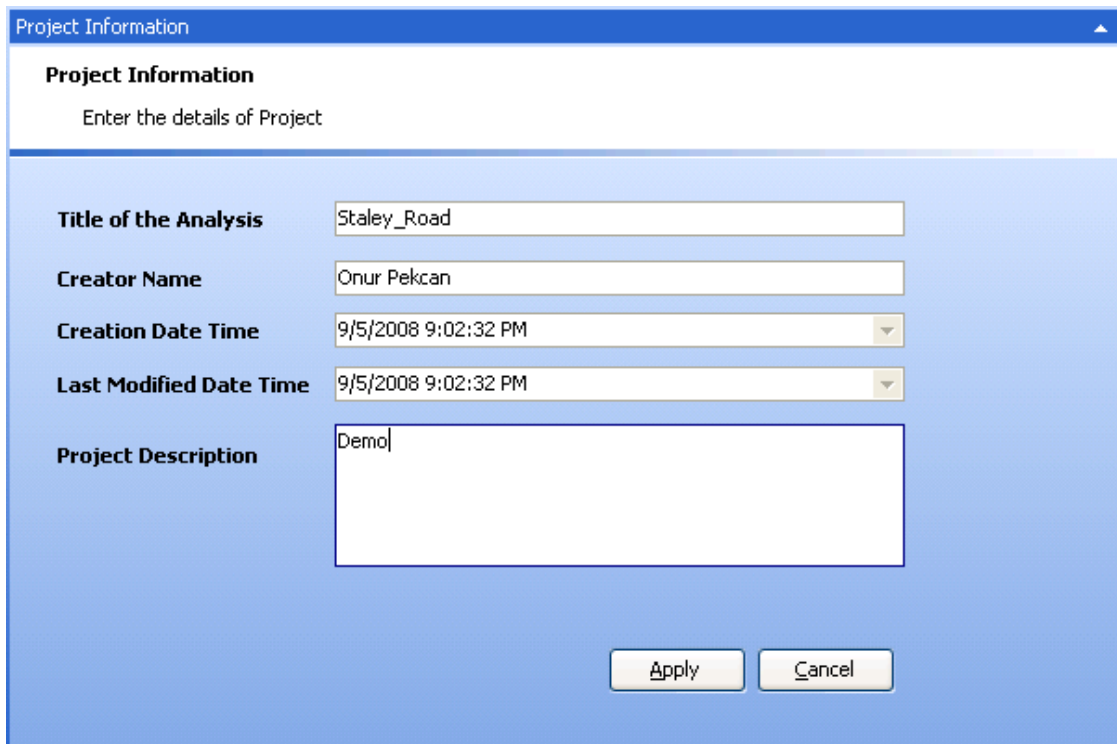 Project Information
Project Information
Enter the details of Project
Title of the Analysis Staley_Road
Creator Name Onur Pekcan
Creation Date Time 9/5/2008 9:02:32 PM
Last Modified Date Time 9/5/2008 9:02:32 PM
Project Description Demo
Apply Cancel